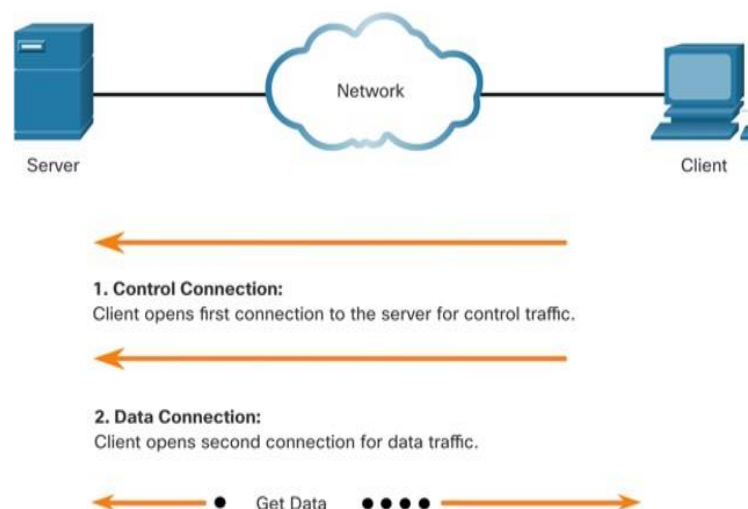 Network
Server
Client
1. Control Connection:
Client opens first connection to the server for control traffic.
2. Data Connection:
Client opens second connection for data traffic.
Get Data